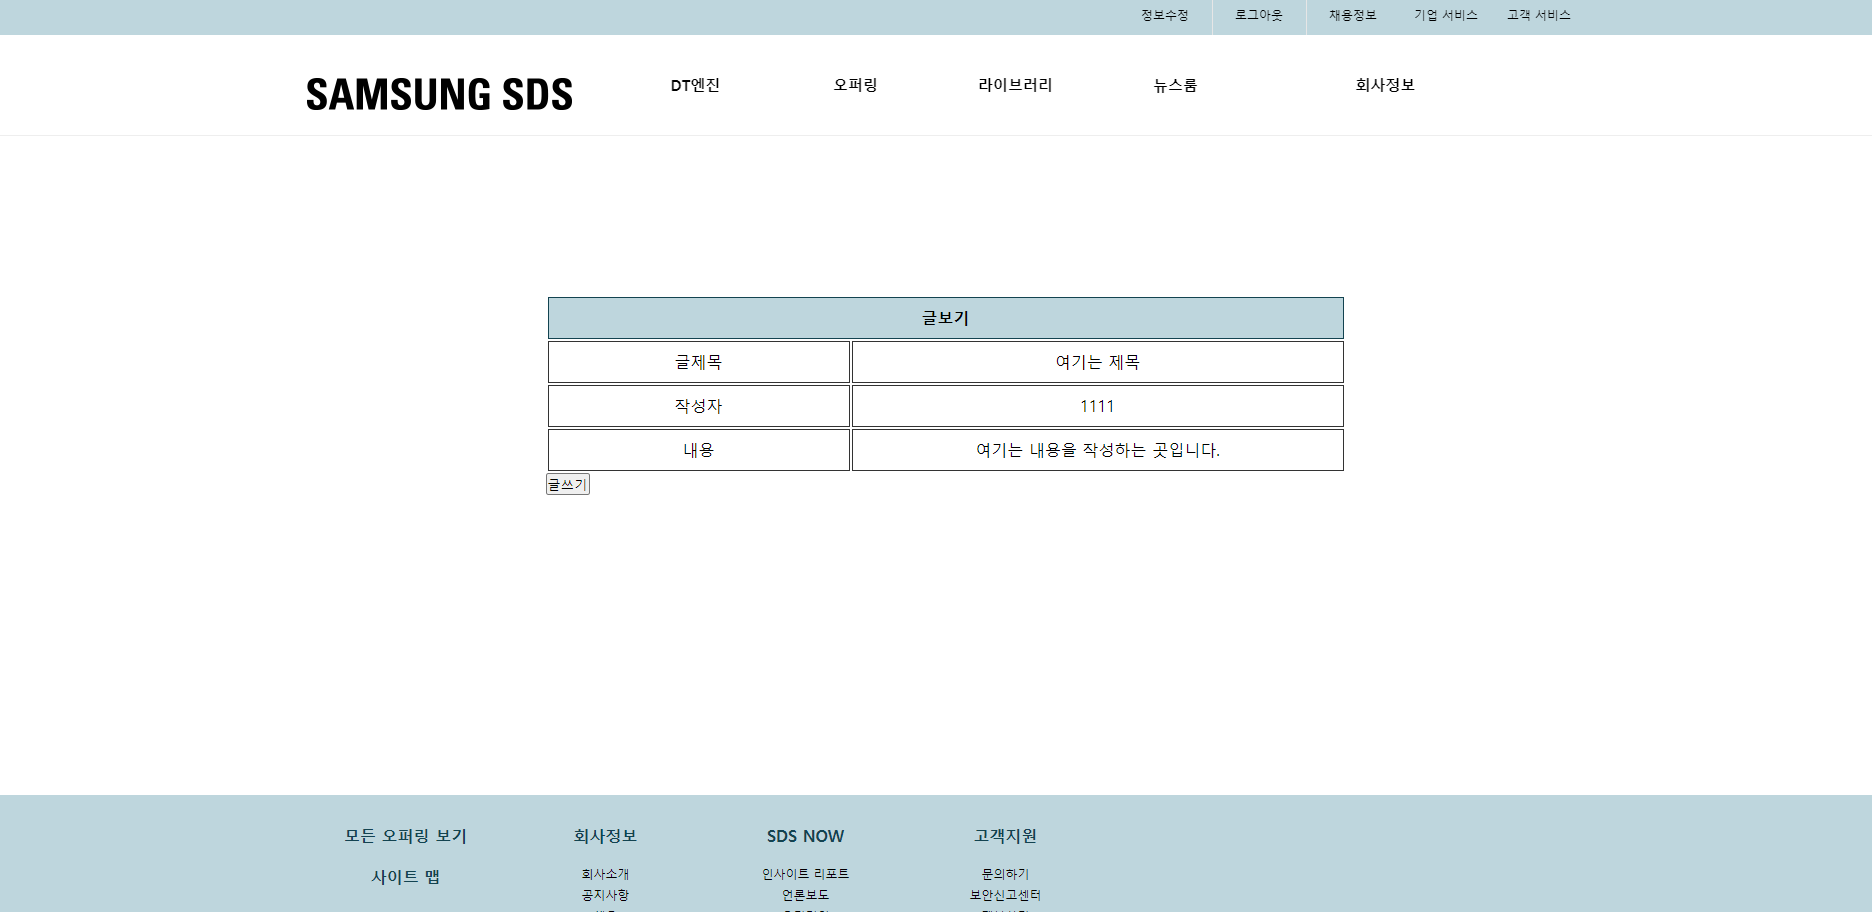 정보수정 로그아웃 채용정보 기업 서비스 고객 서비스
SAMSUNG SDS DT엔진 오퍼링 라이브러리 뉴스룸 회사정보
글보기
글제목 여기는 제목
작성자 1111
내용 여기는 내용을 작성하는 곳입니다.
글쓰기
모든 오퍼링 보기 회사정보 SDS NOW 고객지원
사이트 맵 회사소개 인사이트 리포트 문의하기
공지사항 언론보도 보안신고센터